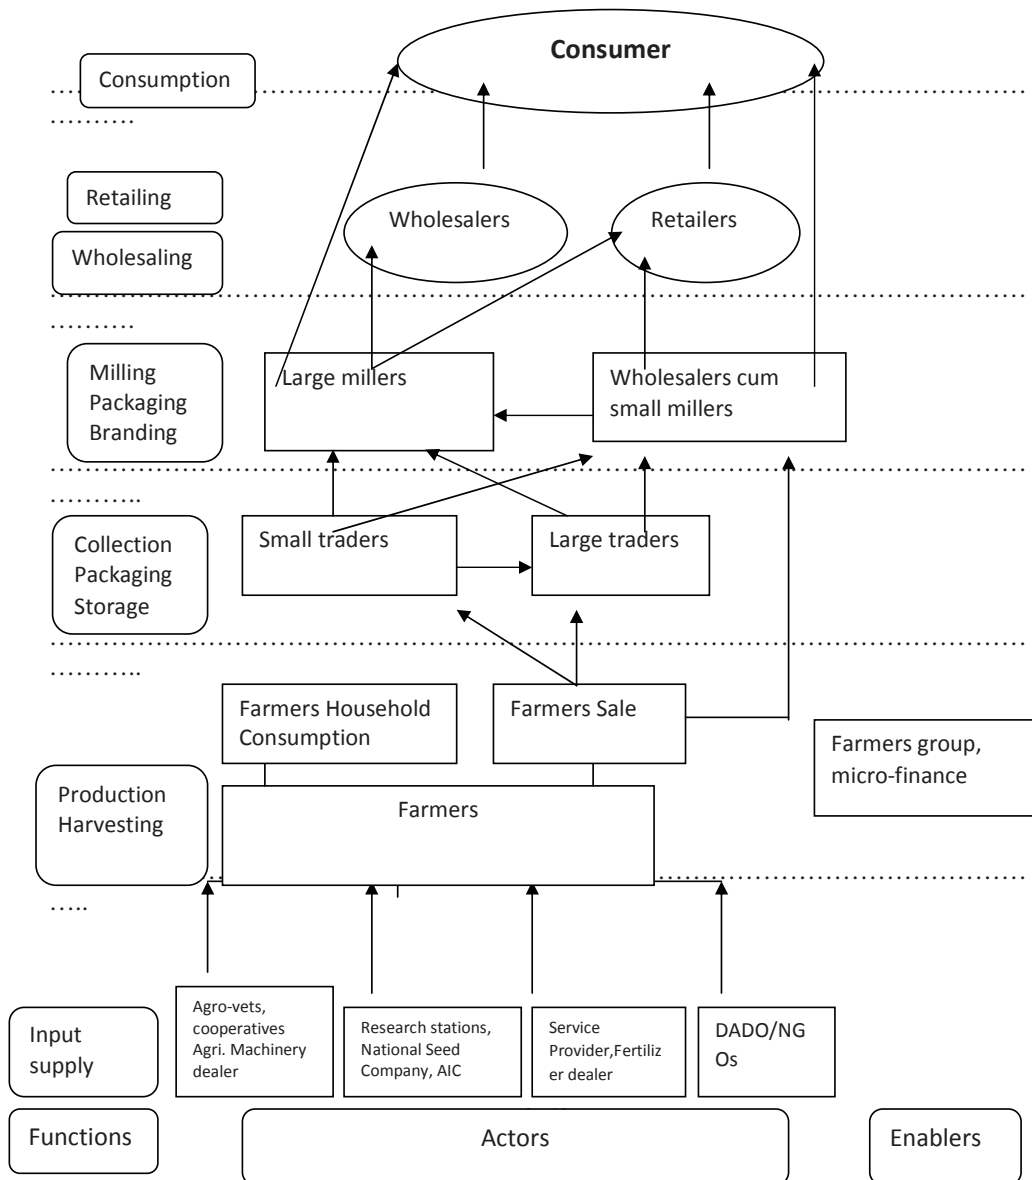 Consumer
Consumption
Retailing
Wholesalers
Retailers
Wholesaling
Large millers
Wholesalers cum
small millers
Milling
Packaging
Branding
Small traders
Large traders
Collection
Packaging
Storage
Farmers Household
Consumption
Farmers Sale
Farmers group,
micro-finance
Production
Harvesting
Farmers
Agro-vets,
cooperatives
Agri. Machinery
dealer
Research stations,
National Seed
Company, AIC
Service
Provider,Fertiliz
er dealer
DADO/NG
Os
Input
supply
Functions
Actors
Enablers